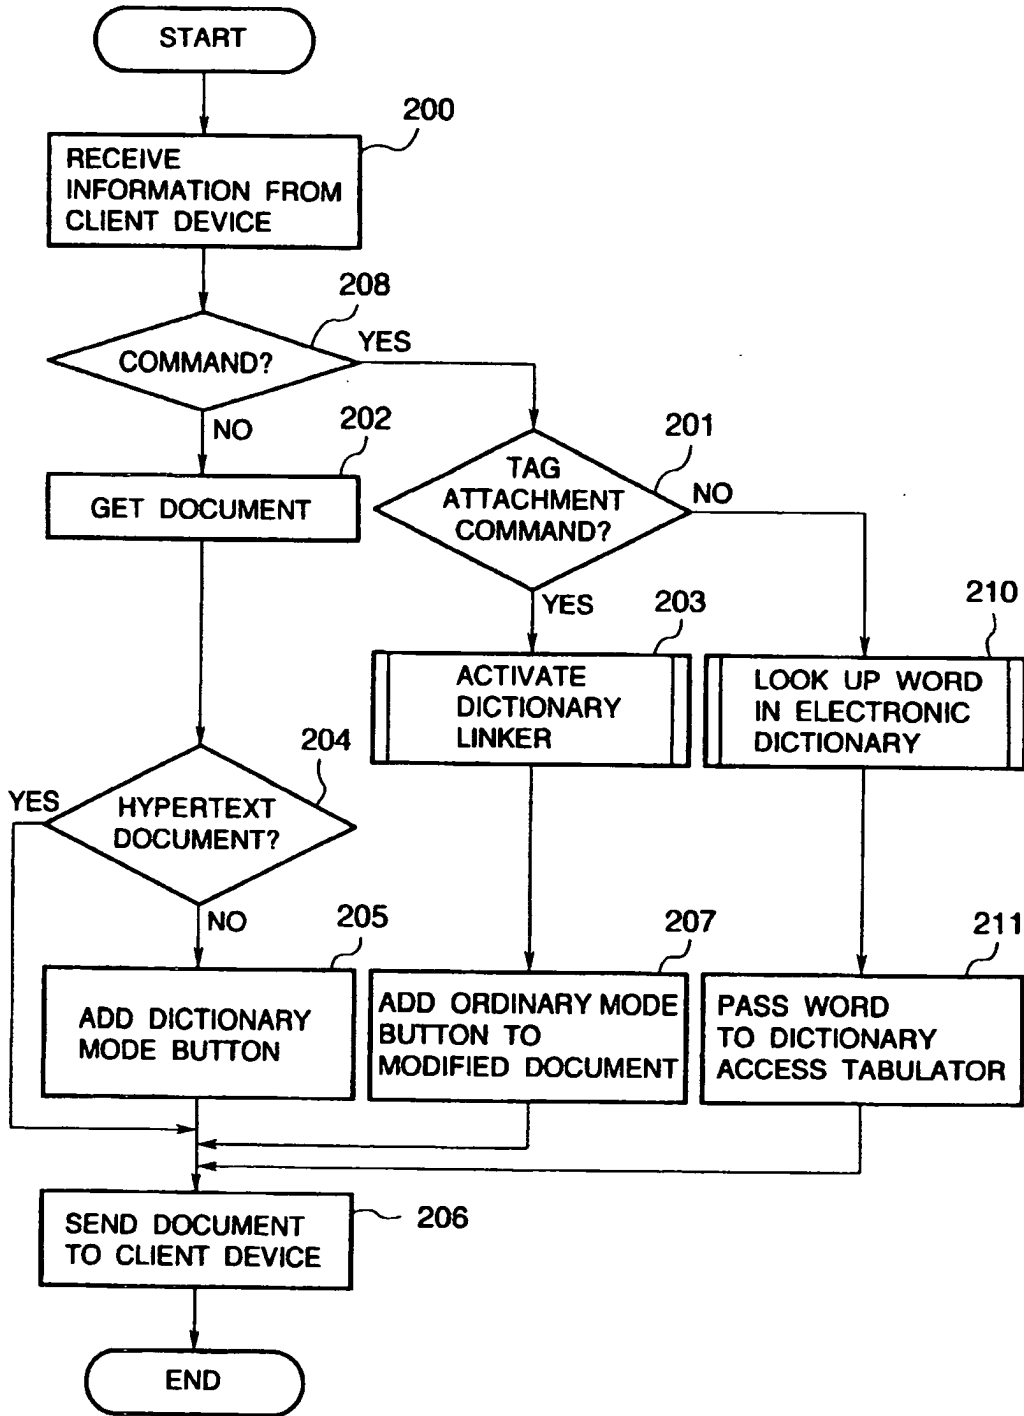 START
200
RECEIVE
INFORMATION FROM
CLIENT DEVICE
208
COMMAND?
YES
NO
202
GET DOCUMENT
201
TAG
ATTACHMENT
COMMAND?
NO
YES
203
ACTIVATE
DICTIONARY
LINKER
210
LOOK UP WORD
IN ELECTRONIC
DICTIONARY
204
YES
HYPERTEXT
DOCUMENT?
NO
205
ADD DICTIONARY
MODE BUTTON
207
ADD ORDINARY MODE
BUTTON TO
MODIFIED DOCUMENT
211
PASS WORD
TO DICTIONARY
ACCESS TABULATOR
SEND DOCUMENT
TO CLIENT DEVICE
206
END